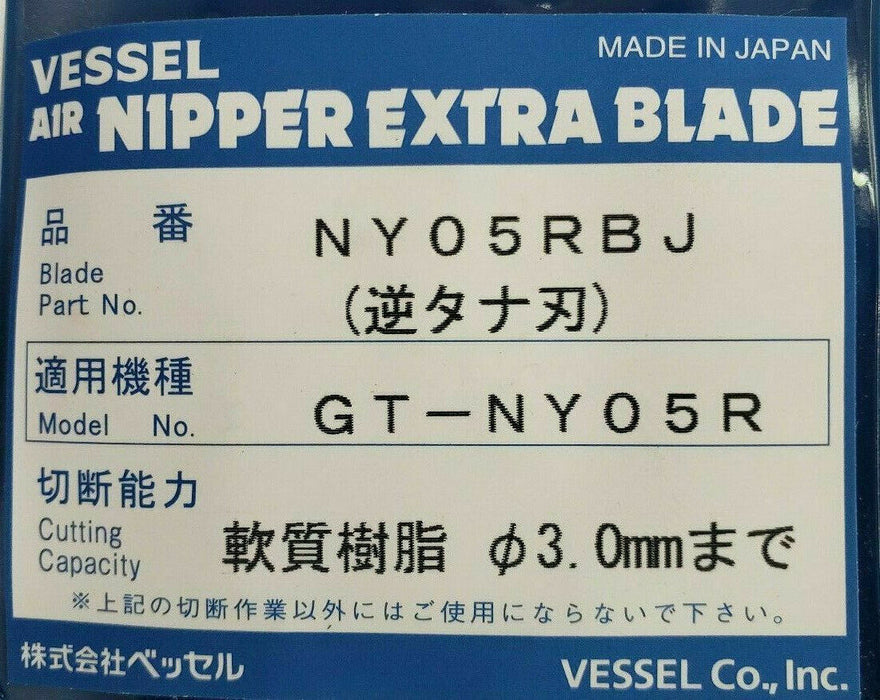 VESSEL
MADE IN JAPAN
AIR NIPPER EXTRA BLADE
品　番
NY05RBJ
Blade
Part No.
(逆タナ刃)
適用機種
Model No.
GT-NY05R
切断能力
Cutting
Capacity
軟質樹脂 φ3.0mmまで
※上記の切断作業以外にはご使用にならないで下さい。
株式会社ベッセル
VESSEL Co., Inc.